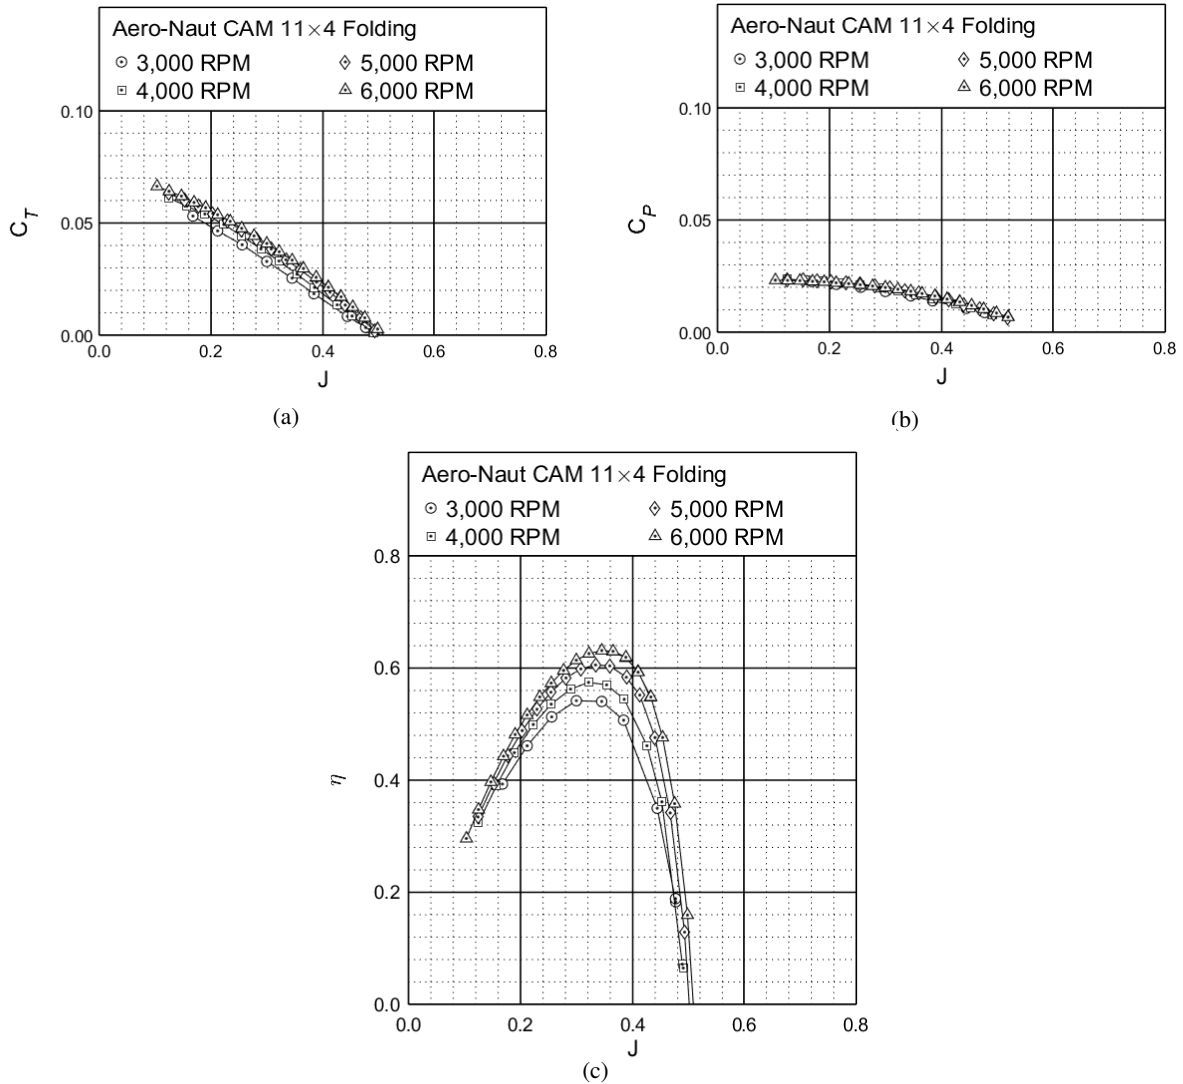 Aero-Naut CAM 11×4 Folding
3,000 RPM 5,000 RPM
4,000 RPM 6,000 RPM
0.10
0.05
0.00
C_T
0.0 0.2 0.4 0.6 0.8
J
(a)
Aero-Naut CAM 11×4 Folding
3,000 RPM 5,000 RPM
4,000 RPM 6,000 RPM
0.10
0.05
0.00
C_P
0.0 0.2 0.4 0.6 0.8
J
(b)
Aero-Naut CAM 11×4 Folding
3,000 RPM 5,000 RPM
4,000 RPM 6,000 RPM
0.8
0.6
0.4
0.2
0.0
η
0.0 0.2 0.4 0.6 0.8
J
(c)